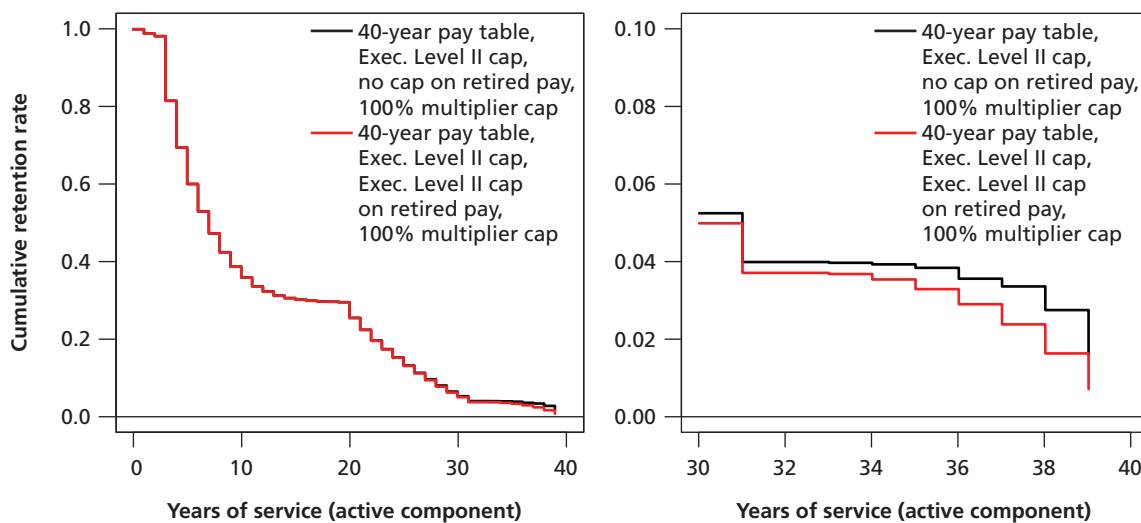 1.0
0.8
0.6
0.4
0.2
0.0
Cumulative retention rate
40-year pay table,
Exec. Level II cap,
no cap on retired pay,
100% multiplier cap
40-year pay table,
Exec. Level II cap,
Exec. Level II cap
on retired pay,
100% multiplier cap
0 10 20 30 40
Years of service (active component)
0.10
0.08
0.06
0.04
0.02
0.00
40-year pay table,
Exec. Level II cap,
no cap on retired pay,
100% multiplier cap
40-year pay table,
Exec. Level II cap,
Exec. Level II cap
on retired pay,
100% multiplier cap
30 32 34 36 38 40
Years of service (active component)